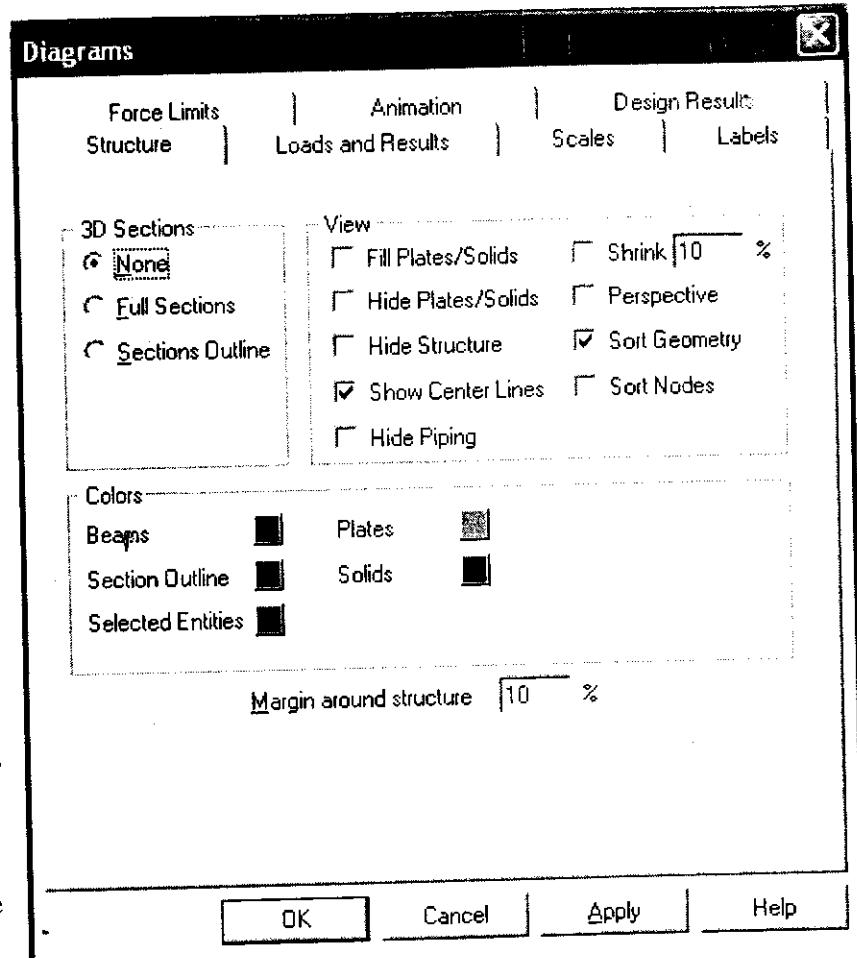 Diagrams
Force Limits Animation Design Results
Structure Loads and Results Scales Labels
3D Sections
None
Full Sections
Sections Outline
View
Fill Plates/Solids Shrink 10 %
Hide Plates/Solids Perspective
Hide Structure Sort Geometry
Show Center Lines Sort Nodes
Hide Piping
Colors
Beams Plates
Section Outline Solids
Selected Entities
Margin around structure 10 %
OK Cancel Apply Help